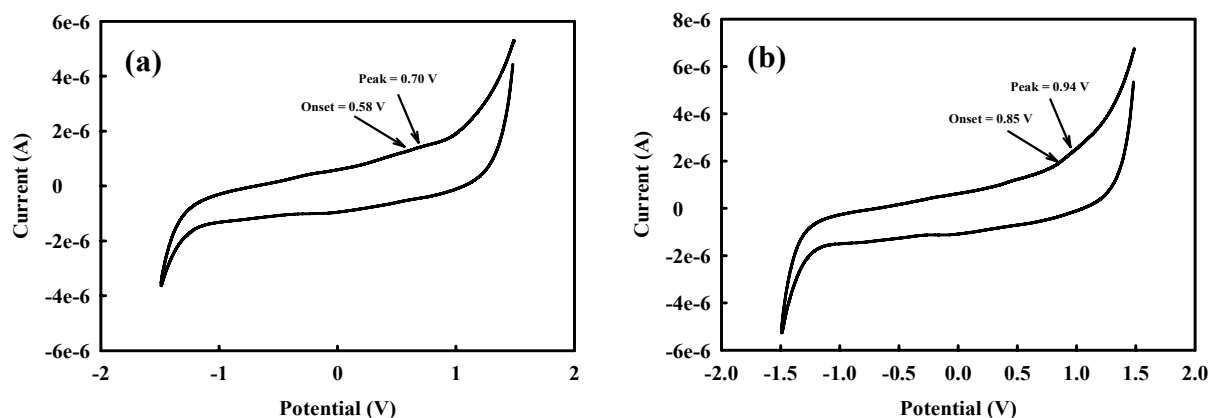 (a)
6e-6
4e-6
2e-6
0
-2e-6
-4e-6
-6e-6
Current (A)
Peak = 0.70 V
Onset = 0.58 V
-2
-1
0
1
2
Potential (V)
(b)
8e-6
6e-6
4e-6
2e-6
0
-2e-6
-4e-6
-6e-6
Current (A)
Peak = 0.94 V
Onset = 0.85 V
-2.0
-1.5
-1.0
-0.5
0.0
0.5
1.0
1.5
2.0
Potential (V)